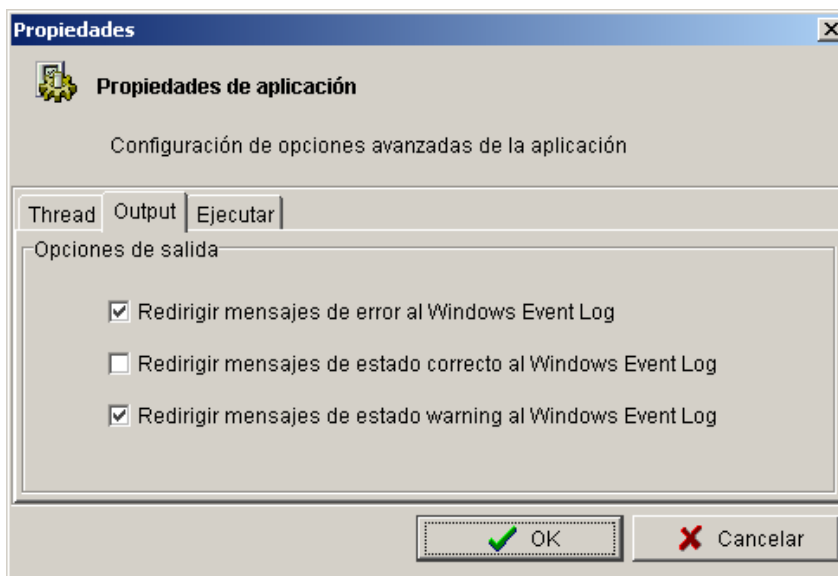 Propiedades
Propiedades de aplicación
Configuración de opciones avanzadas de la aplicación
Thread Output Ejecutar
Opciones de salida
Redirigir mensajes de error al Windows Event Log
Redirigir mensajes de estado correcto al Windows Event Log
Redirigir mensajes de estado warning al Windows Event Log
OK Cancelar